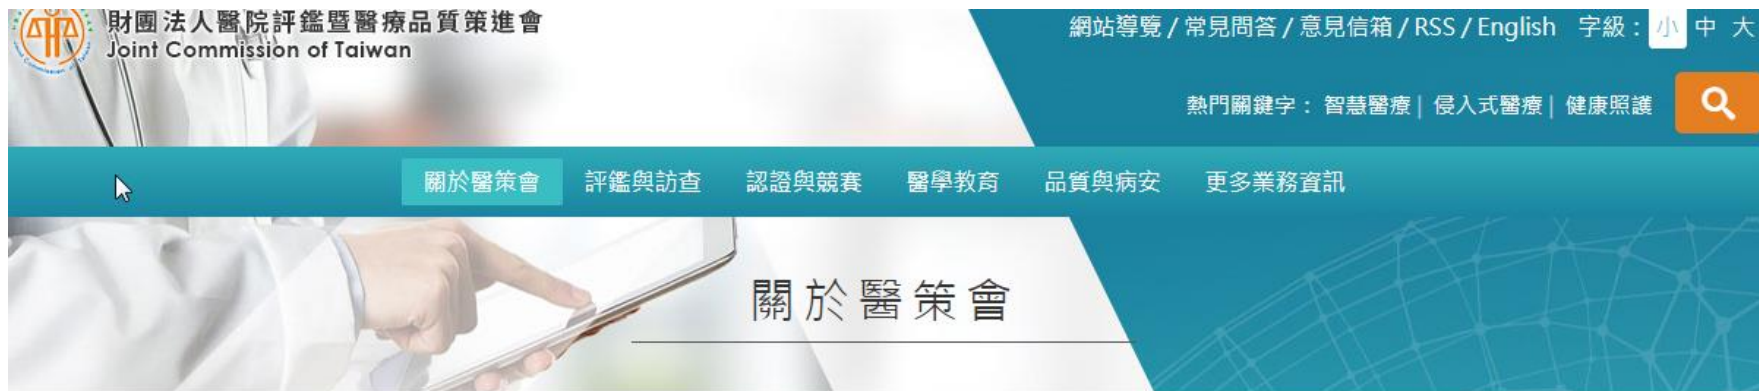 財團法人醫院評鑑暨醫療品質策進會
Joint Commission of Taiwan
網站導覽 / 常見問答 / 意見信箱 / RSS / English 字級： 小 中 大
熱門關鍵字： 智慧醫療 | 侵入式醫療 | 健康照護
關於醫策會 評鑑與訪查 認證與競賽 醫學教育 品質與病安 更多業務資訊
關於醫策會